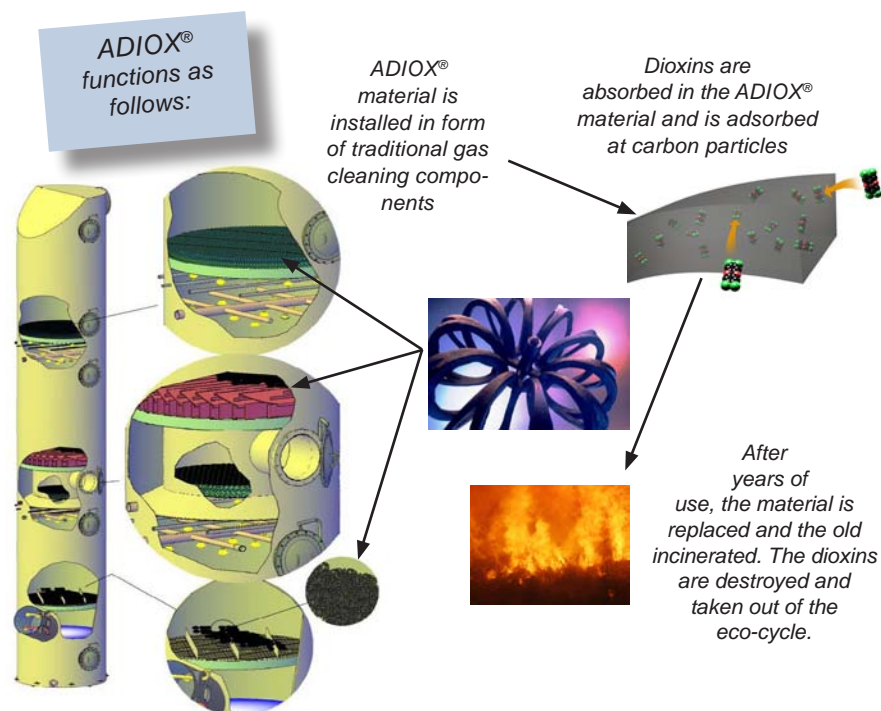 ADIOX®
functions as
follows:
ADIOX®
material is
installed in form
of traditional gas
cleaning compo-
nents
Dioxins are
absorbed in the ADIOX®
material and is adsorbed
at carbon particles
After
years of
use, the material is
replaced and the old
incinerated. The dioxins
are destroyed and
taken out of the
eco-cycle.